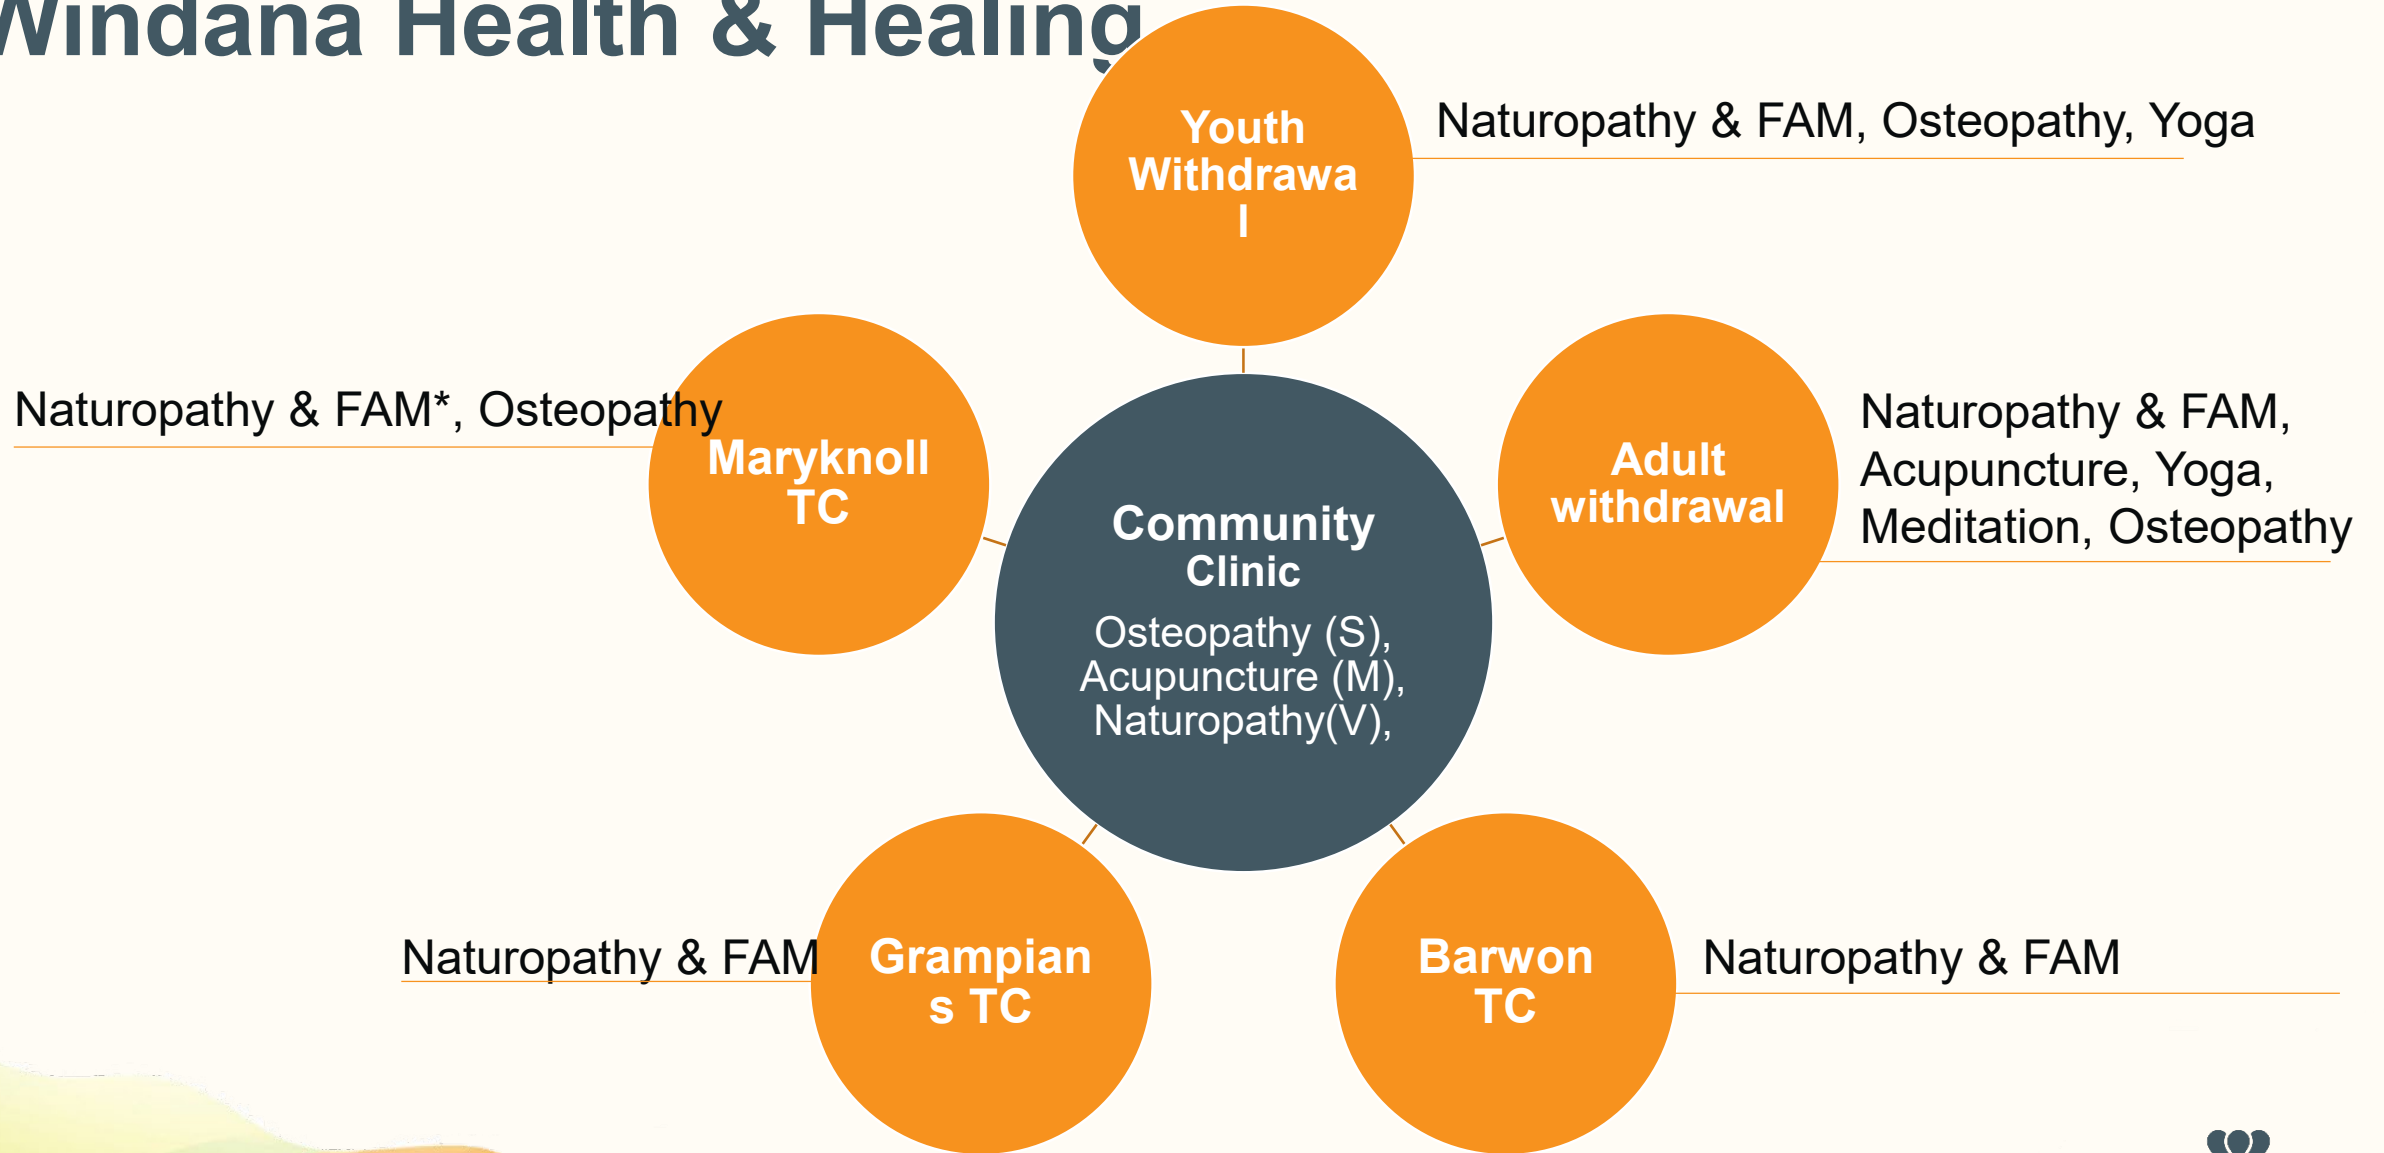 Windana Health & Healing
Youth
Withdrawa
l
Naturopathy & FAM, Osteopathy, Yoga
Naturopathy & FAM*, Osteopathy
Maryknoll
TC
Adult
withdrawal
Naturopathy & FAM,
Acupuncture, Yoga,
Meditation, Osteopathy
Community
Clinic
Osteopathy (S),
Acupuncture (M),
Naturopathy(V),
Naturopathy & FAM
Grampian
s TC
Barwon
TC
Naturopathy & FAM